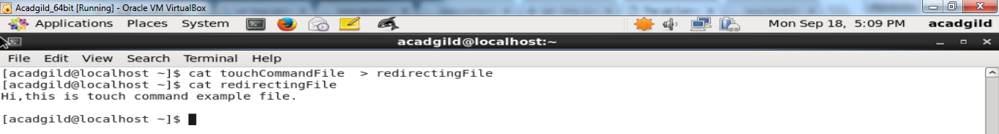 Acadgild_64bit [Running] - Oracle VM VirtualBox
Applications Places System Mon Sep 18, 5:09 PM acadgild
acadgild@localhost:~
File Edit View Search Terminal Help
[acadgild@localhost ~]$ cat touchCommandFile  > redirectingFile
[acadgild@localhost ~]$ cat redirectingFile
Hi,this is touch command example file.
[acadgild@localhost ~]$